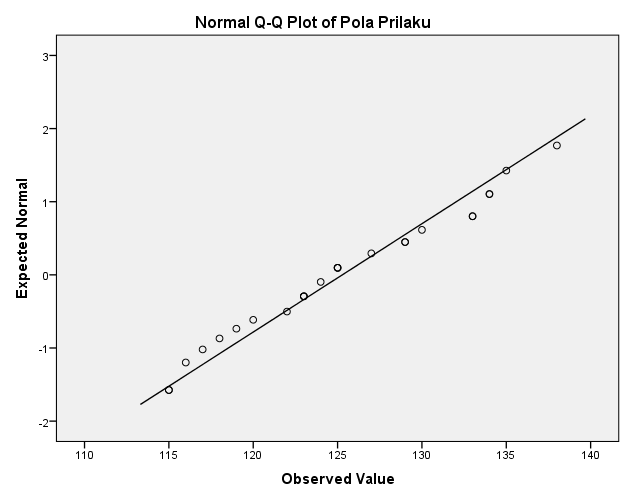 Normal Q-Q Plot of Pola Prilaku
Expected Normal
3
2
1
0
-1
-2
110 115 120 125 130 135 140
Observed Value